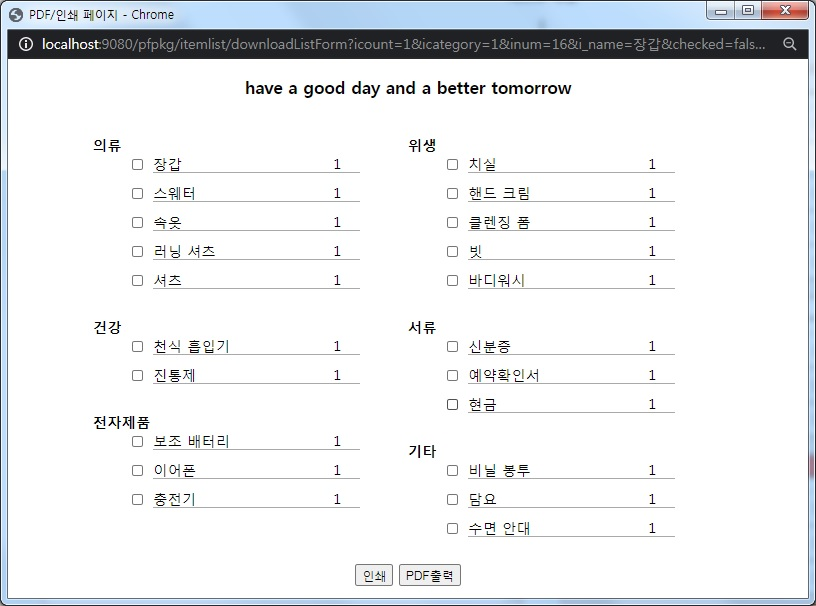 PDF/인쇄 페이지 - Chrome
localhost:9080/pfpkg/itemlist/downloadListForm?icount=1&icategory=1&inum=16&i_name=장갑&checked=fals...
have a good day and a better tomorrow
의류
장갑 1
스웨터 1
속옷 1
러닝 셔츠 1
셔츠 1
건강
천식 흡입기 1
진통제 1
전자제품
보조 배터리 1
이어폰 1
충전기 1
위생
치실 1
핸드 크림 1
클렌징 폼 1
빗 1
바디워시 1
서류
신분증 1
예약확인서 1
현금 1
기타
비닐 봉투 1
담요 1
수면 안대 1
인쇄 PDF출력